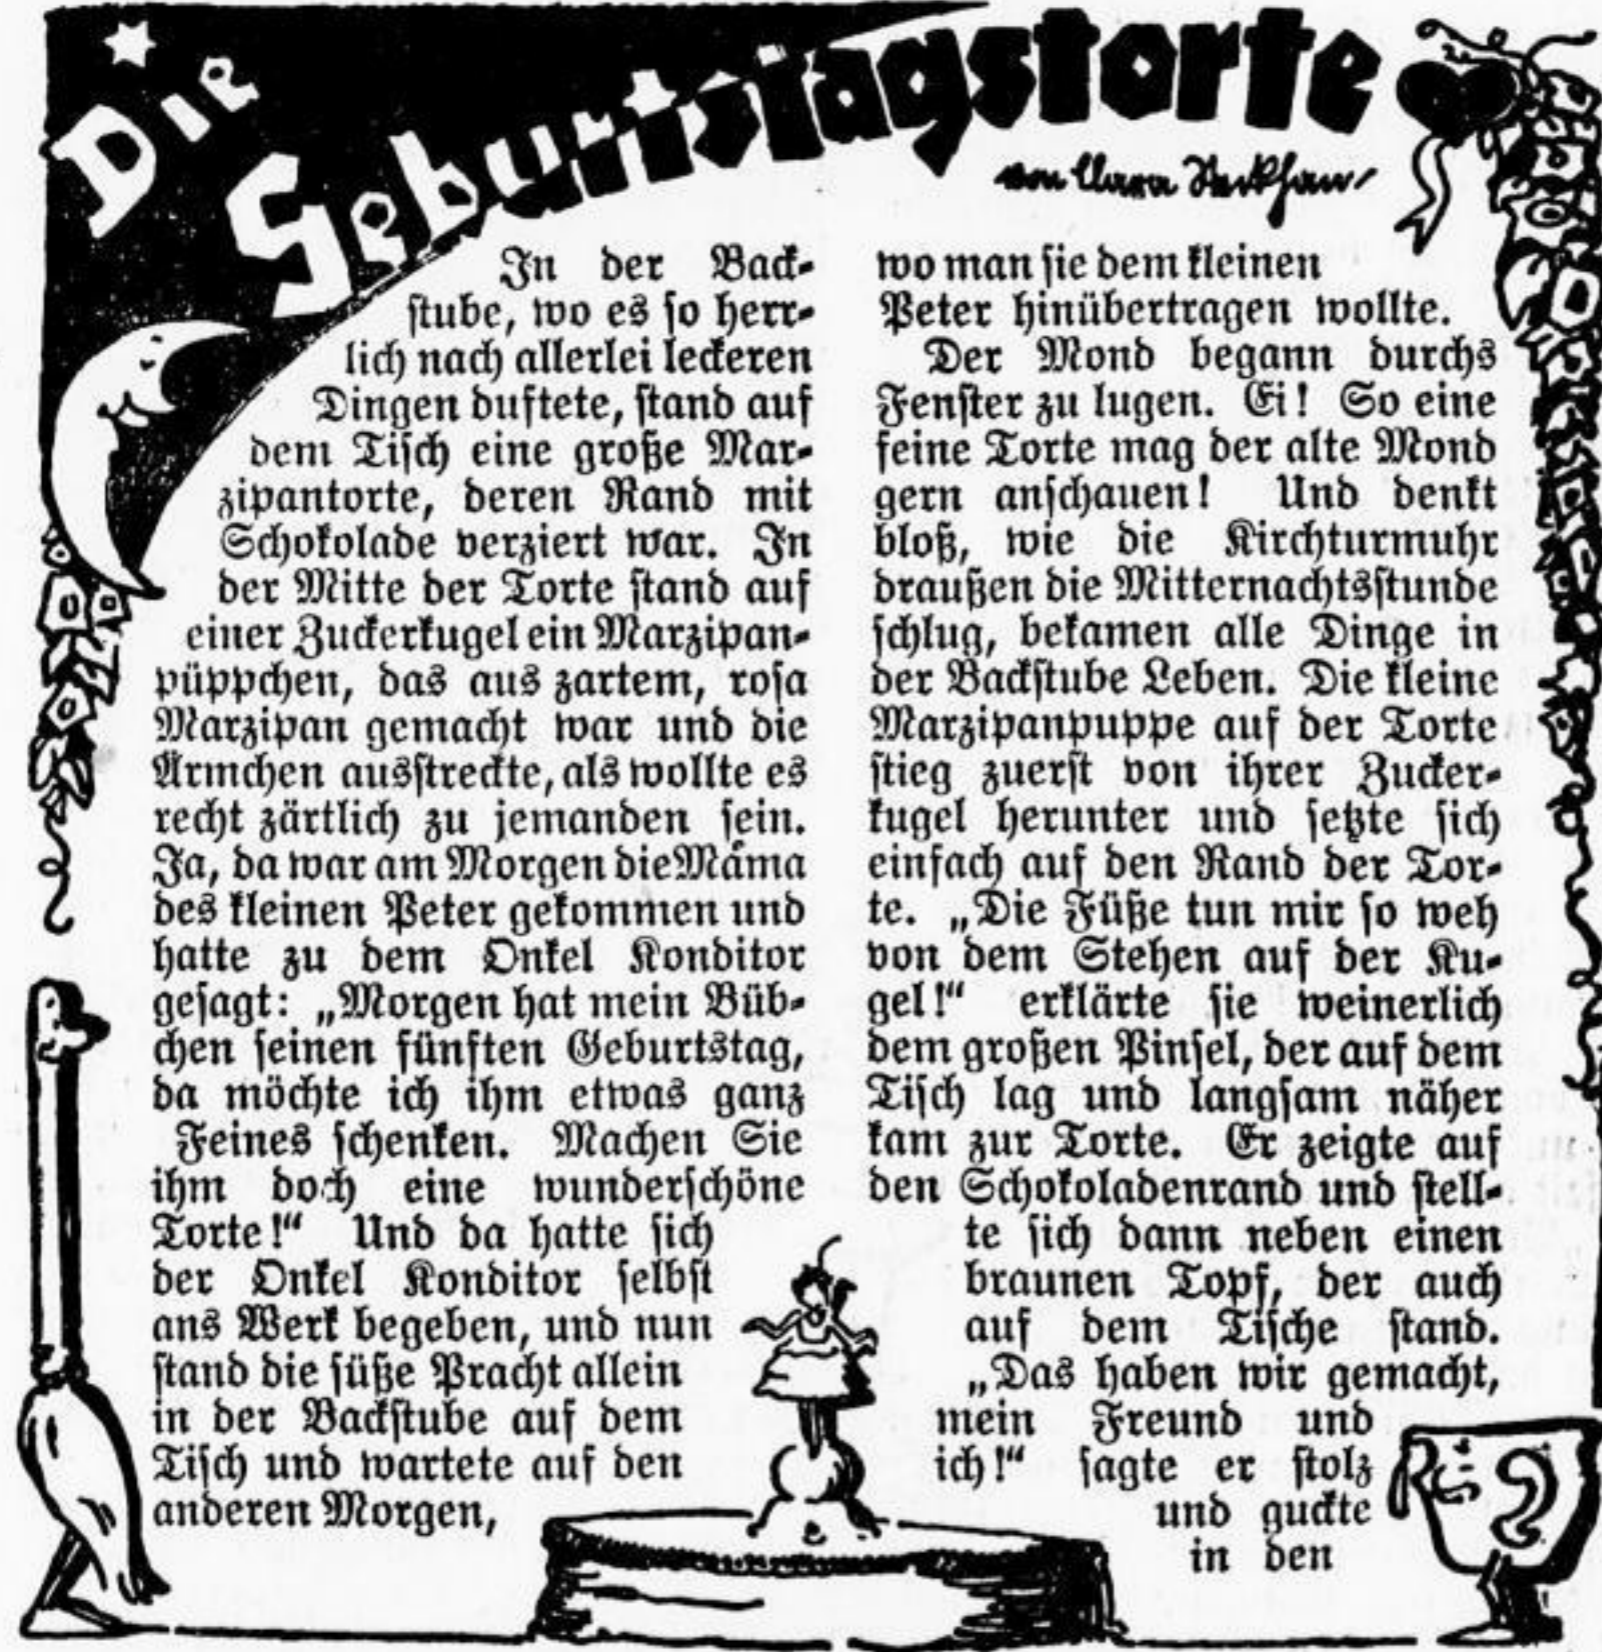 Die
Geburtstagstorte
von Clara
In der Back-
stube, wo es so herr-
lich nach allerlei leckeren
Dingen duftete, stand auf
dem Tisch eine große Mar-
zipantorte, deren Rand mit
Schokolade verziert war. In
der Mitte der Torte stand auf
einer Zuckerkugel ein Marzipan-
püppchen, das aus zartem, rosa
Marzipan gemacht war und die
Ärmchen ausstreckte, als wollte es
recht zärtlich zu jemanden sein.
Ja, da war am Morgen die Mama
des kleinen Peter gekommen und
hatte zu dem Onkel Konditor
gesagt: „Morgen hat mein Büb-
chen seinen fünften Geburtstag,
da möchte ich ihm etwas ganz
Feines schenken. Machen Sie
ihm doch eine wunderschöne
Torte!“ Und da hatte sich
der Onkel Konditor selbst
ans Werk begeben, und nun
stand die süße Pracht allein
in der Backstube auf dem
Tisch und wartete auf den
anderen Morgen,
wo man sie dem kleinen
Peter hinübertragen wollte.
Der Mond begann durchs
Fenster zu lugen. Ei! So eine
feine Torte mag der alte Mond
gern anschauen! Und denkt
bloß, wie die Kirchturmuhr
draußen die Mitternachtsstunde
schlug, bekamen alle Dinge in
der Backstube Leben. Die kleine
Marzipanpuppe auf der Torte
stieg zuerst von ihrer Zucker-
kugel herunter und setzte sich
einfach auf den Rand der Tor-
te. „Die Füße tun mir so weh
von dem Stehen auf der Ku-
gel!“ erklärte sie weinerlich
dem großen Pinsel, der auf dem
Tisch lag und langsam näher
kam zur Torte. Er zeigte auf
den Schokoladenrand und stell-
te sich dann neben einen
braunen Topf, der auch
auf dem Tische stand.
„Das haben wir gemacht,
mein Freund und
ich!“ sagte er stolz
und guckte
in den